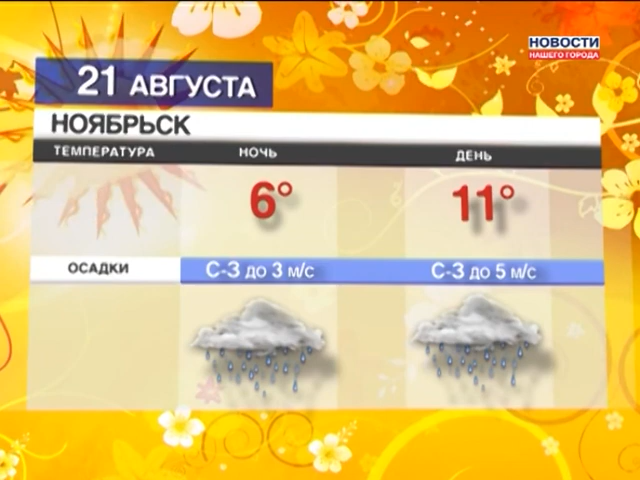 НОВОСТИ
НАШЕГО ГОРОДА
21 АВГУСТА
НОЯБРЬСК
ТЕМПЕРАТУРА НОЧЬ ДЕНЬ
6° 11°
ОСАДКИ С-З до 3 м/с С-З до 5 м/с